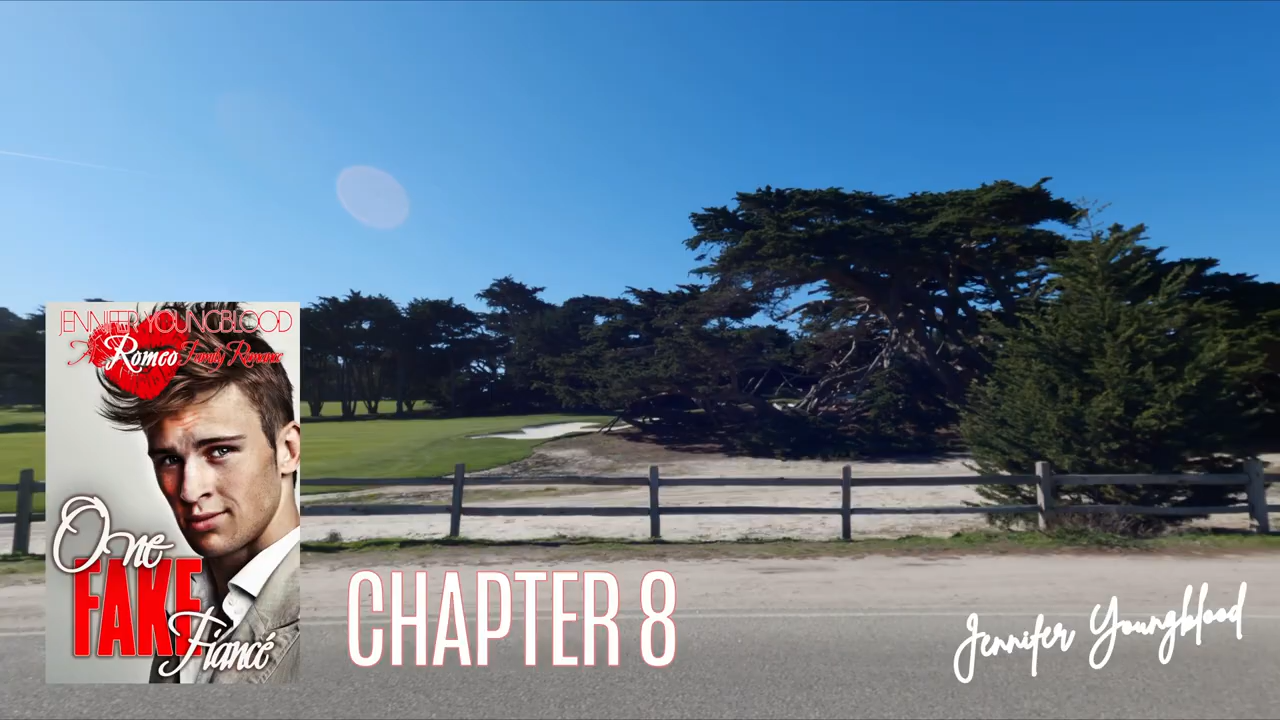 JENNIFER YOUNGBLOOD
A Romeo Family Romance
One
FAKE
Fiancé
CHAPTER 8
Jennifer Youngblood